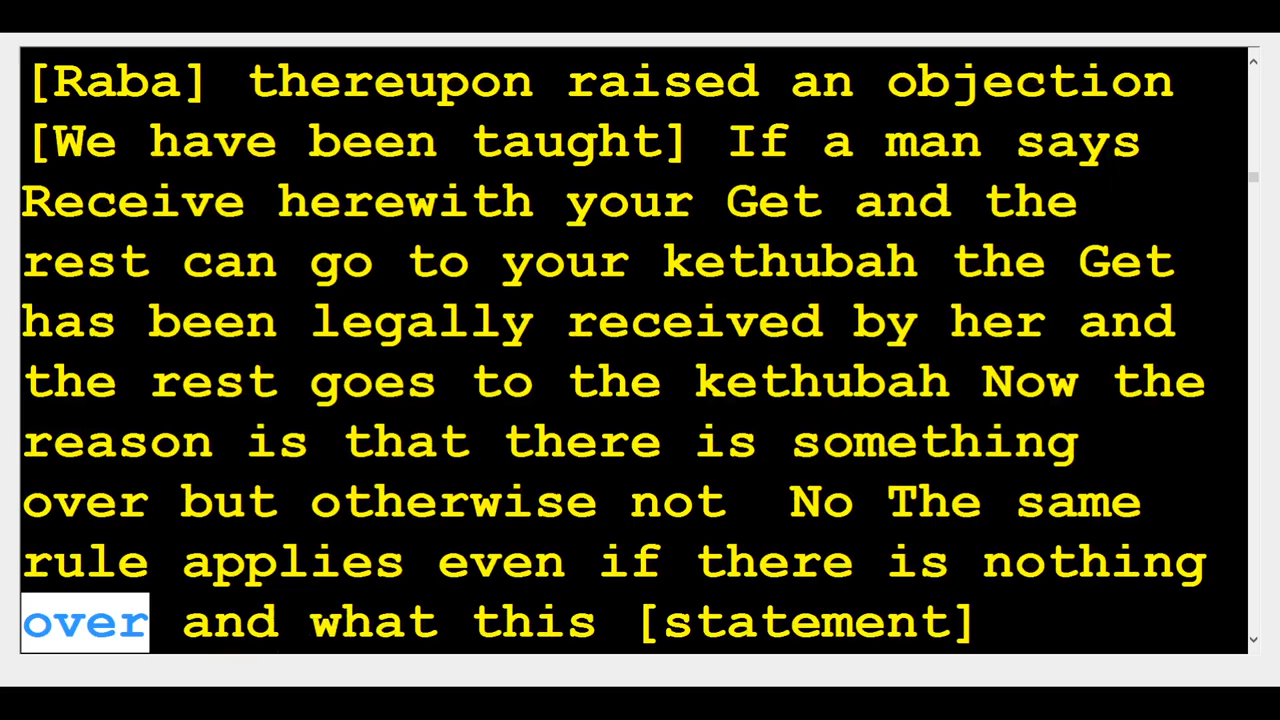 [Raba] thereupon raised an objection
[We have been taught] If a man says
Receive herewith your Get and the
rest can go to your kethubah the Get
has been legally received by her and
the rest goes to the kethubah Now the
reason is that there is something
over but otherwise not  No The same
rule applies even if there is nothing
over and what this [statement]